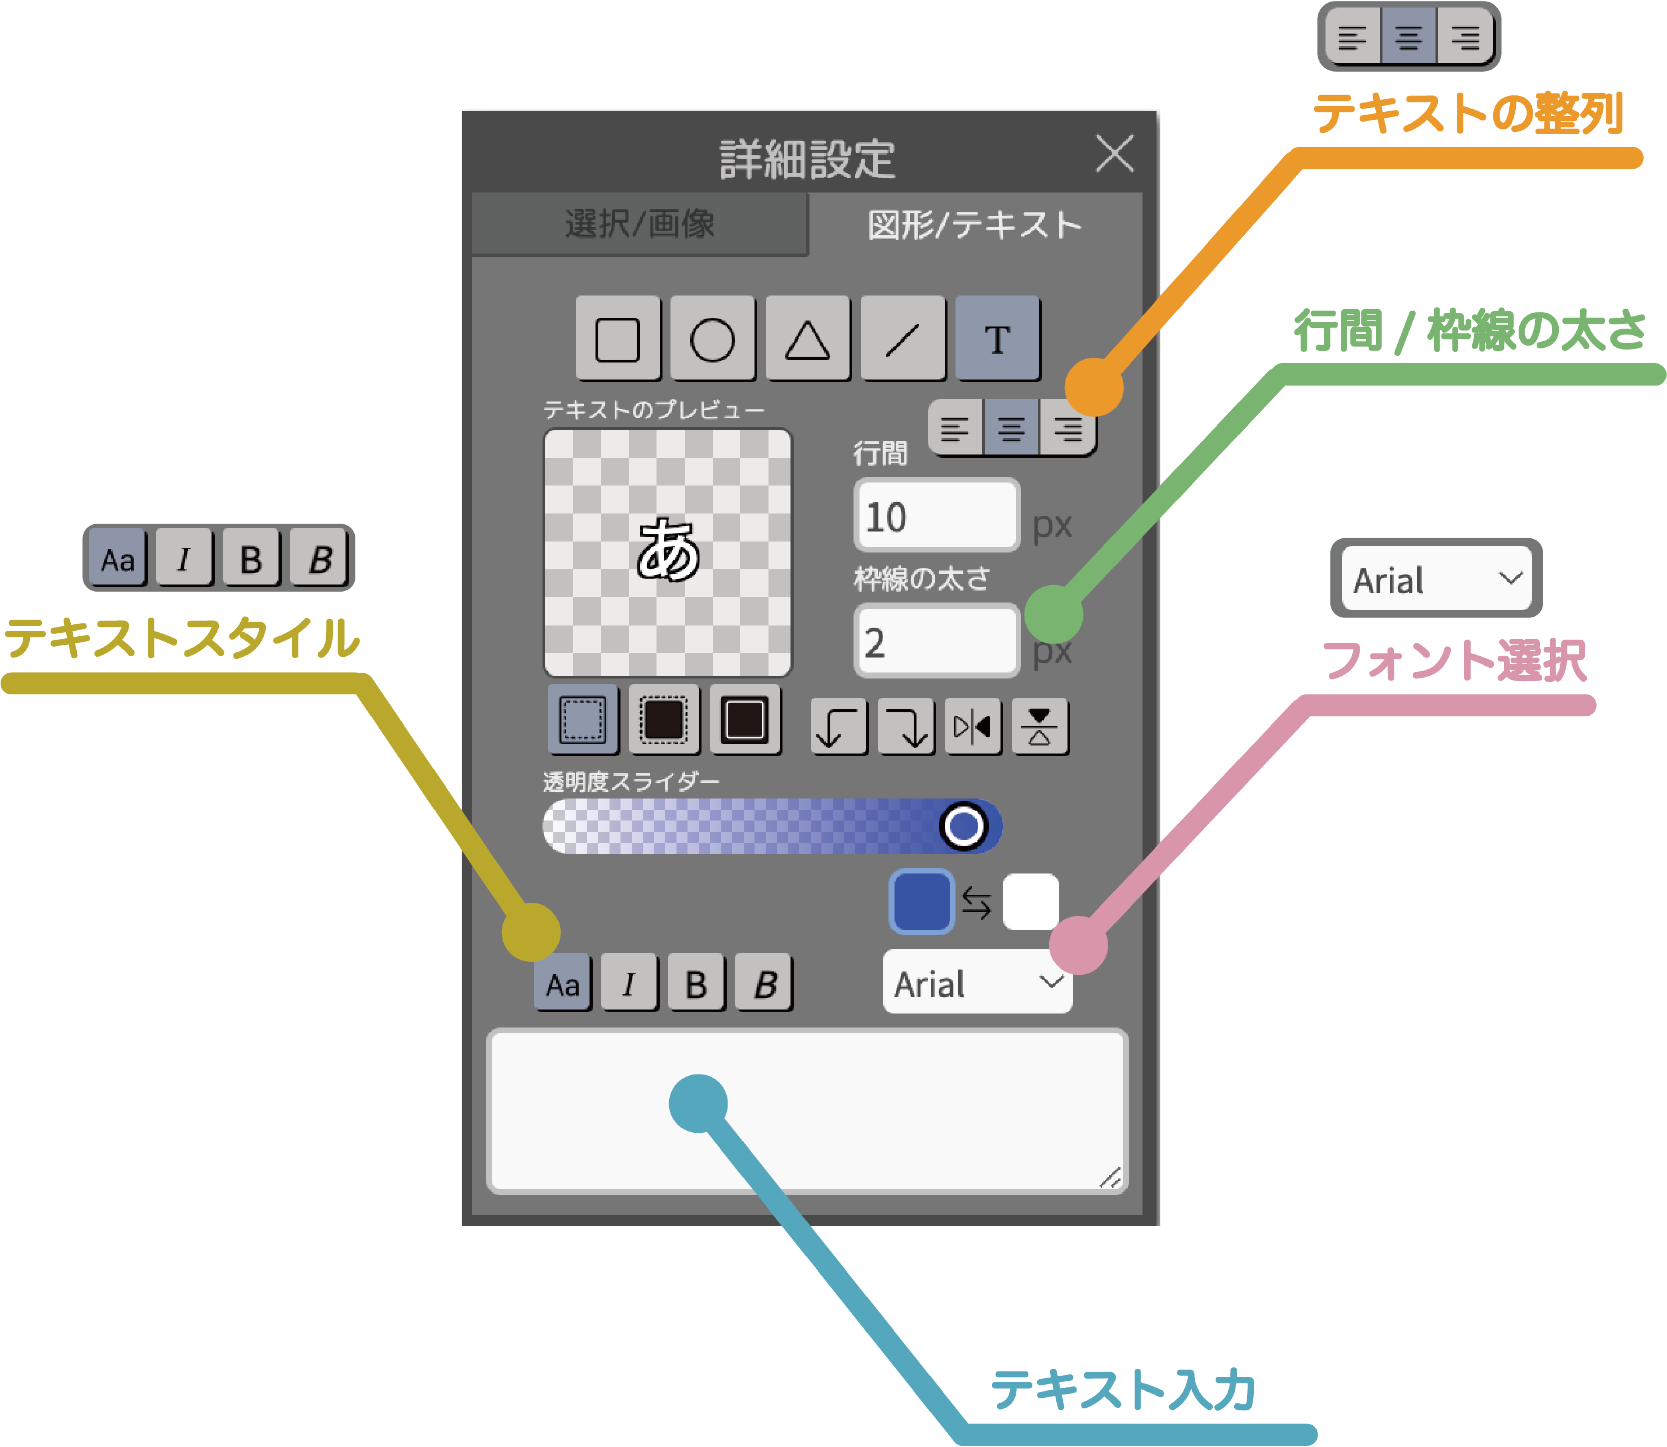 テキストの整列
詳細設定
選択/画像
図形/テキスト
T
行間 / 枠線の太さ
テキストのプレビュー
行間
10
px
あ
枠線の太さ
2
px
Aa I B B
テキストスタイル
Arial
フォント選択
透明度スライダー
Aa I B B
Arial
テキスト入力